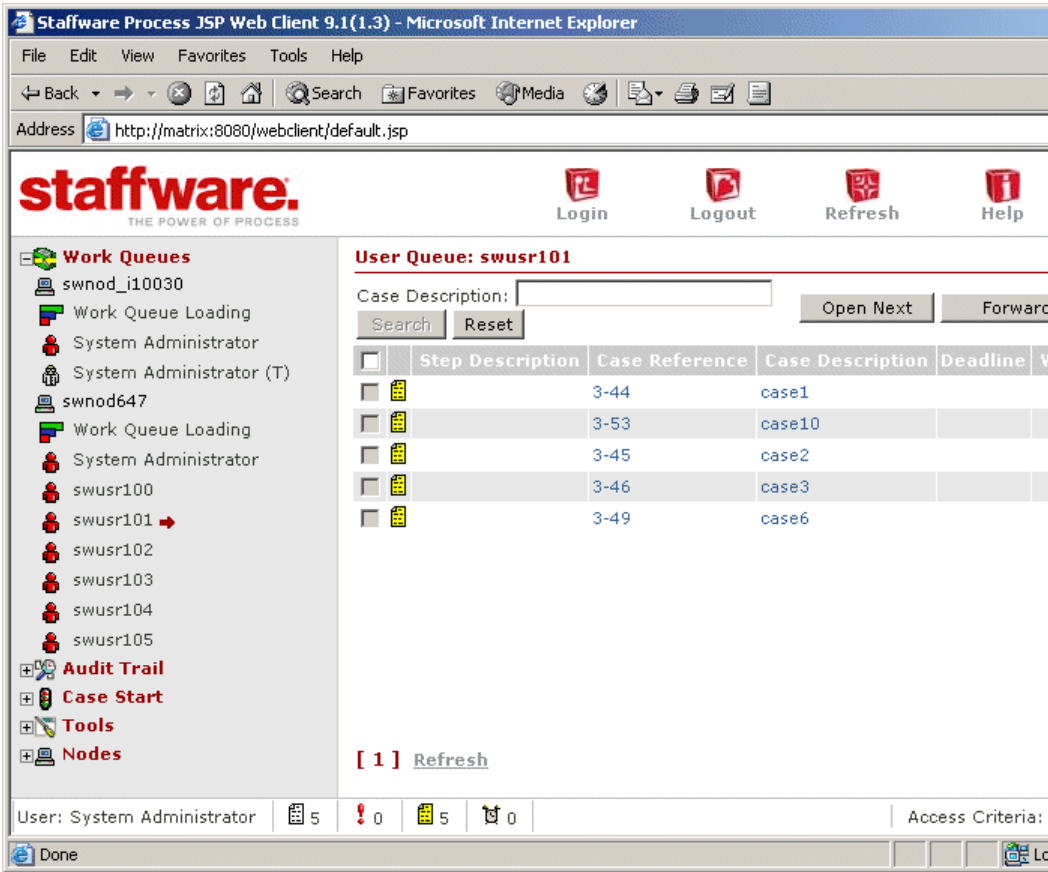 Staffware Process JSP Web Client 9.1(1.3) - Microsoft Internet Explorer
File Edit View Favorites Tools Help
Back Search Favorites Media
Address http://matrix:8080/webclient/default.jsp
staffware.
THE POWER OF PROCESS
Login Logout Refresh Help
Work Queues
swnod_i10030
Work Queue Loading
System Administrator
System Administrator (T)
swnod647
Work Queue Loading
System Administrator
swusr100
swusr101
swusr102
swusr103
swusr104
swusr105
Audit Trail
Case Start
Tools
Nodes
User Queue: swusr101
Case Description:
Open Next Forward
Search Reset
Step Description Case Reference Case Description Deadline
3-44 case1
3-53 case10
3-45 case2
3-46 case3
3-49 case6
[ 1 ] Refresh
User: System Administrator 5 0 5 0 Access Criteria:
Done Lo